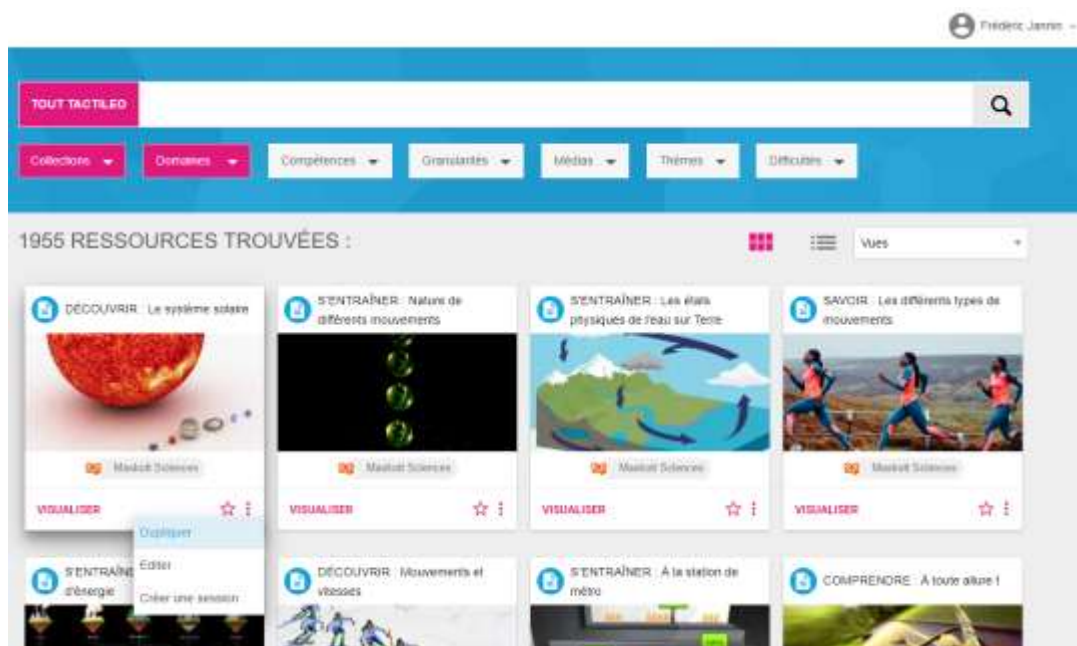 Frédéric Jannin
TOUT TACTILEO
Collections
Domaines
Compétences
Granularités
Médias
Thèmes
Difficultés
1955 RESSOURCES TROUVÉES :
Vues
DÉCOUVRIR : Le système solaire
S'ENTRAÎNER : Nature de
différents mouvements
S'ENTRAÎNER : Les états
physiques de l'eau sur Terre
SAVOIR : Les différents types de
mouvements
Maskott Sciences
Maskott Sciences
Maskott Sciences
Maskott Sciences
VISUALISER
VISUALISER
VISUALISER
VISUALISER
Dupliquer
Editer
Créer une session
S'ENTRAÎNE
d'énergie
DÉCOUVRIR : Mouvements et
vitesses
S'ENTRAÎNER : À la station de
métro
COMPRENDRE : À toute allure !